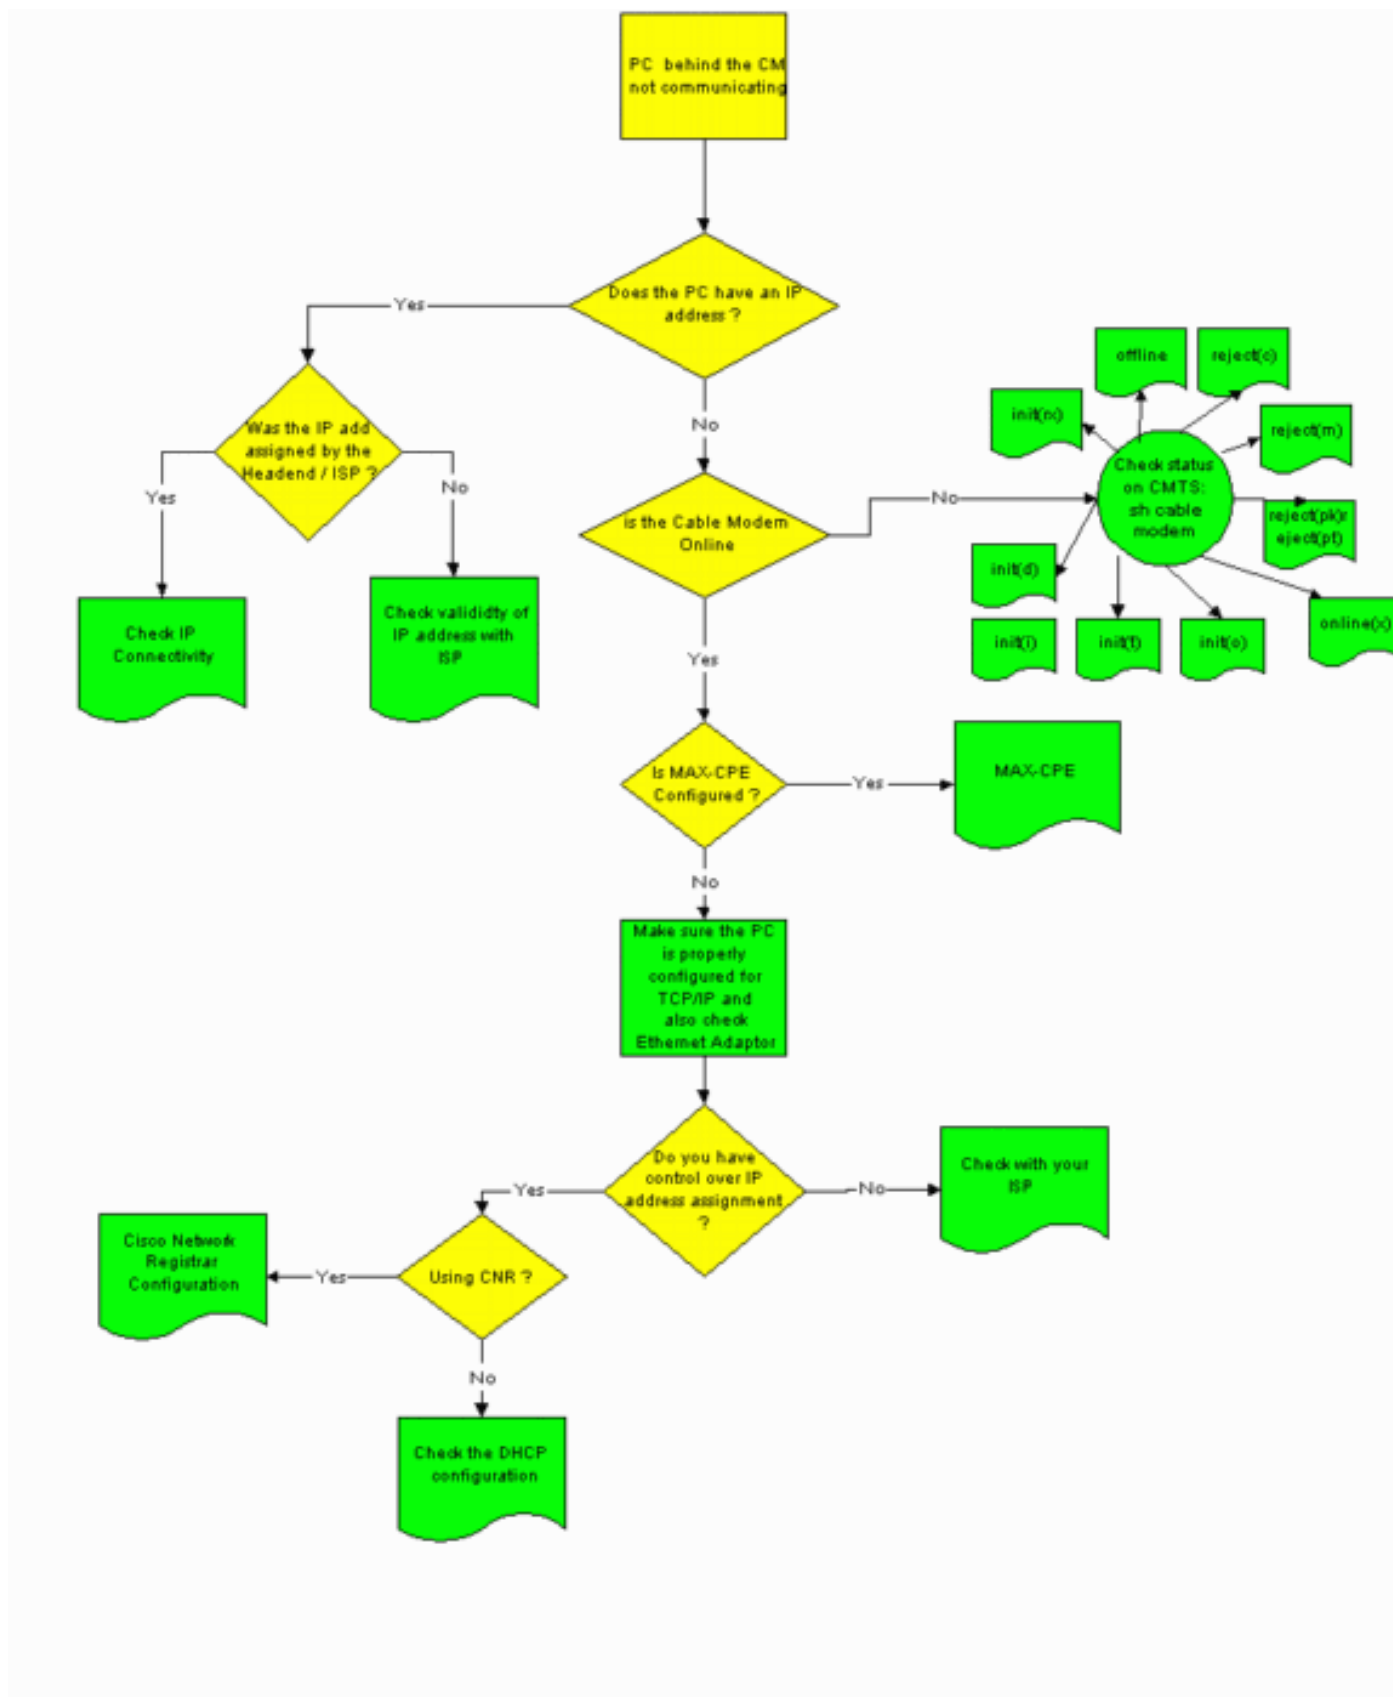 PC behind the CM
not communicating
Does the PC have an IP
address ?
Yes
No
Was the IP add
assigned by the
Headend / ISP ?
Yes
No
Check IP
Connectivity
Check valididty of
IP address with
ISP
is the Cable Modem
Online
No
Yes
Check status
on CMTS:
sh cable
modem
offline
reject(c)
reject(m)
reject(pk)r
eject(pt)
online(x)
init(o)
init(t)
init(i)
init(d)
Is MAX-CPE
Configured ?
Yes
MAX-CPE
No
Make sure the PC
is properly
configured for
TCP/IP and
also check
Ethernet Adaptor
Do you have
control over IP
address assignment
?
No
Check with your
ISP
Yes
Using CNR ?
Yes
Cisco Network
Registrar
Configuration
No
Check the DHCP
configuration